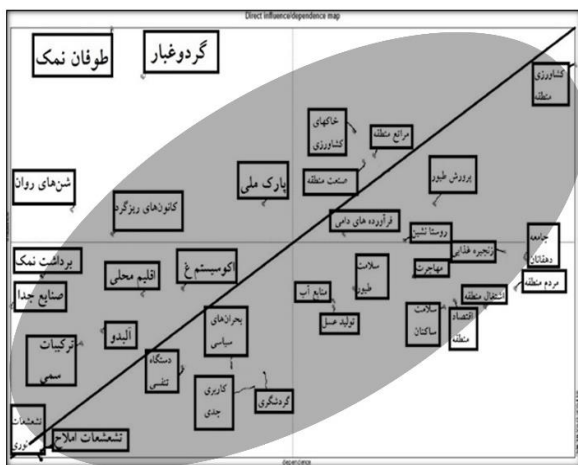 Direct influence/dependence map
طوفان نمک
گردوغبار
کشاورزی
منطقه
خاکهای
کشاورزی
مراتع منطقه
صنعت منطقه
پرورش طیور
پارک ملی
شن‌های روان
کانون‌های ریزگرد
فرآورده های دامی
روستا نشین
زنجیره غذایی
جامعه
دهقانان
مهاجرت
مردم منطقه
برداشت نمک
اقلیم محلی
اکوسیستم غ
سلامت
طیور
منابع آب
اشتغال منطقه
صنایع جدا
تولید عسل
سلامت
ساکنان
اقتصاد
منطقه
بحران‌های
سیاسی
آلبدو
ترکیبات
سمی
دستگاه
تنفسی
کاربری
جدی
گردشگری
تشعشعات
نوری
تشعشعات املاح
dependence